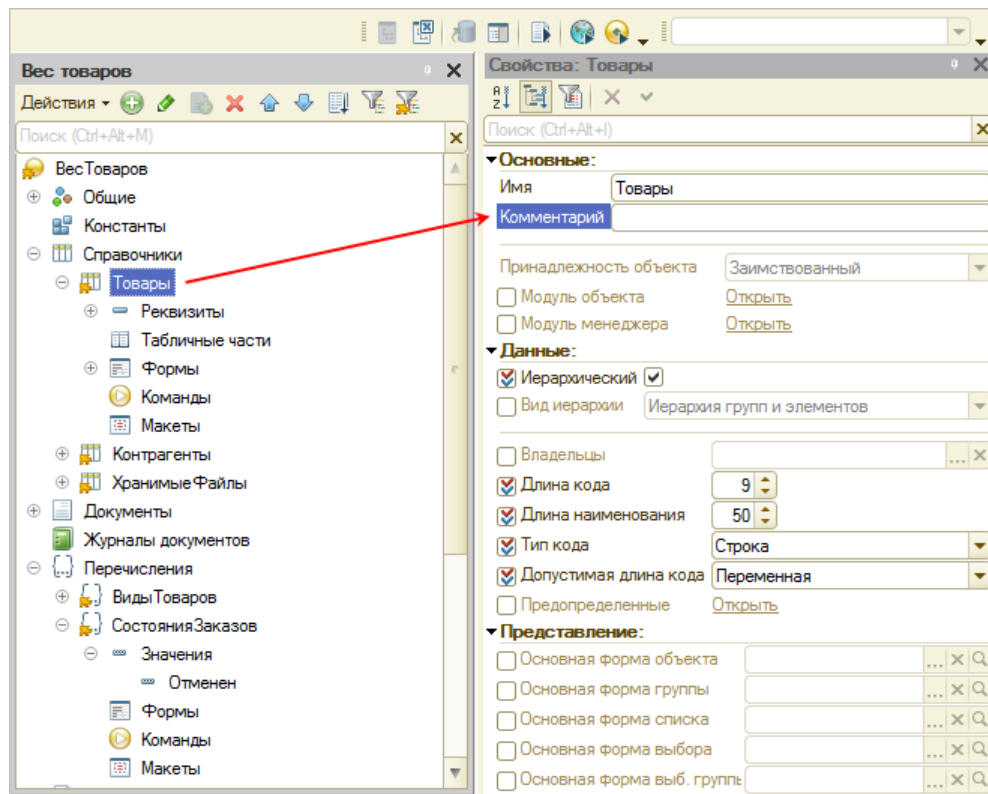 Вес товаров
Действия
Поиск (Ctrl+Alt+M)
ВесТоваров
Общие
Константы
Справочники
Товары
Реквизиты
Табличные части
Формы
Команды
Макеты
Контрагенты
ХранимыеФайлы
Документы
Журналы документов
Перечисления
ВидыТоваров
СостоянияЗаказов
Значения
Отменен
Формы
Команды
Макеты
Свойства: Товары
Поиск (Ctrl+Alt+I)
Основные:
Имя Товары
Комментарий
Принадлежность объекта Заимствованный
Модуль объекта Открыть
Модуль менеджера Открыть
Данные:
Иерархический
Вид иерархии Иерархия групп и элементов
Владельцы ...
Длина кода 9
Длина наименования 50
Тип кода Строка
Допустимая длина кода Переменная
Предопределенные Открыть
Представление:
Основная форма объекта ...
Основная форма группы ...
Основная форма списка ...
Основная форма выбора ...
Основная форма выб. группы ...